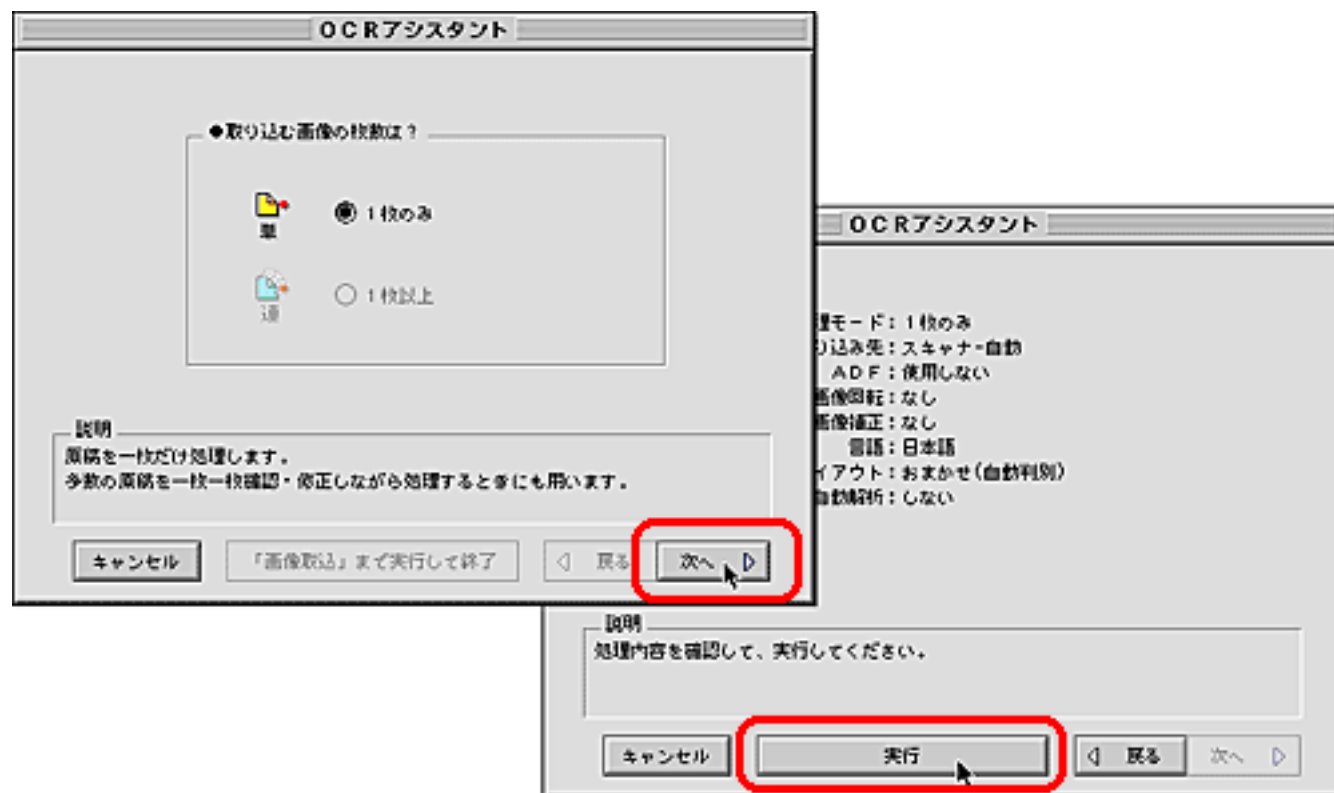 OCRアシスタント
●取り込む画像の枚数は？
単
1枚のみ
連
1枚以上
説明
原稿を一枚だけ処理します。
多数の原稿を一枚一枚確認・修正しながら処理するときにも用います。
キャンセル
「画像取込」まで実行して終了
戻る
次へ
OCRアシスタント
理モード：1枚のみ
り込み先：スキャナー自動
ADF：使用しない
画像回転：なし
画像補正：なし
言語：日本語
イアウト：おまかせ(自動判別)
自動解析：しない
説明
処理内容を確認して、実行してください。
キャンセル
実行
戻る
次へ